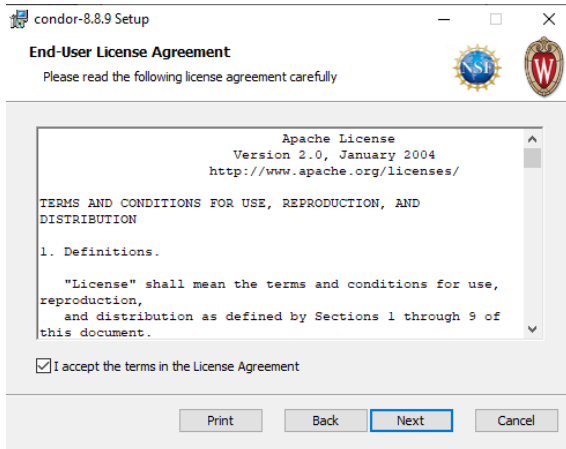 condor-8.8.9 Setup
End-User License Agreement
Please read the following license agreement carefully
NSF
W
Apache License
Version 2.0, January 2004
http://www.apache.org/licenses/
TERMS AND CONDITIONS FOR USE, REPRODUCTION, AND
DISTRIBUTION
1. Definitions.
"License" shall mean the terms and conditions for use,
reproduction,
and distribution as defined by Sections 1 through 9 of
this document.
I accept the terms in the License Agreement
Print Back Next Cancel